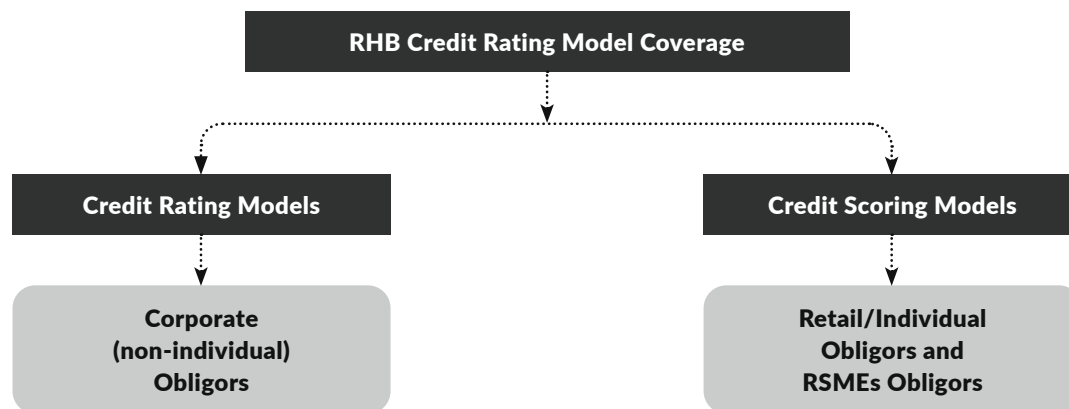 RHB Credit Rating Model Coverage
Credit Rating Models
Credit Scoring Models
Corporate
(non-individual)
Obligors
Retail/Individual
Obligors and
RSMEs Obligors